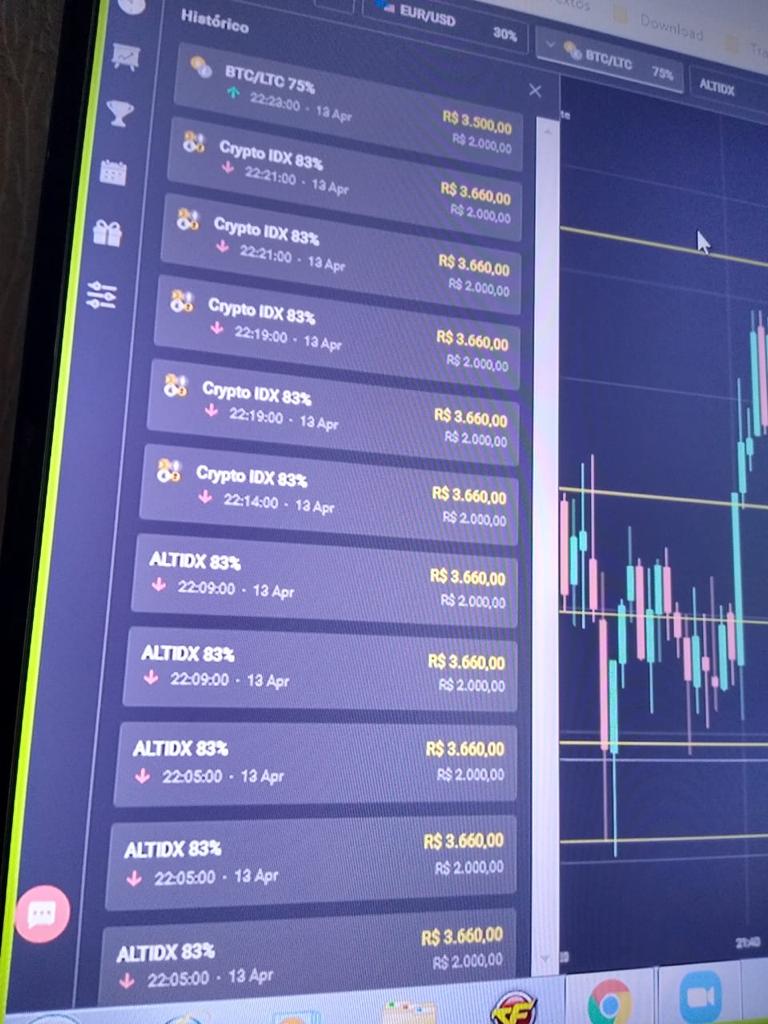 Histórico
EUR/USD
30%
BTC/LTC
75%
ALTIDX
Download
BTC/LTC 75%
22:23:00 · 13 Apr
R$ 3.500,00
R$ 2.000,00
Crypto IDX 83%
22:21:00 · 13 Apr
R$ 3.660,00
R$ 2.000,00
Crypto IDX 83%
22:21:00 · 13 Apr
R$ 3.660,00
R$ 2.000,00
Crypto IDX 83%
22:19:00 · 13 Apr
R$ 3.660,00
R$ 2.000,00
Crypto IDX 83%
22:19:00 · 13 Apr
R$ 3.660,00
R$ 2.000,00
Crypto IDX 83%
22:14:00 · 13 Apr
R$ 3.660,00
R$ 2.000,00
ALTIDX 83%
22:09:00 · 13 Apr
R$ 3.660,00
R$ 2.000,00
ALTIDX 83%
22:09:00 · 13 Apr
R$ 3.660,00
R$ 2.000,00
ALTIDX 83%
22:05:00 · 13 Apr
R$ 3.660,00
R$ 2.000,00
ALTIDX 83%
22:05:00 · 13 Apr
R$ 3.660,00
R$ 2.000,00
ALTIDX 83%
22:05:00 · 13 Apr
R$ 3.660,00
R$ 2.000,00
21:40